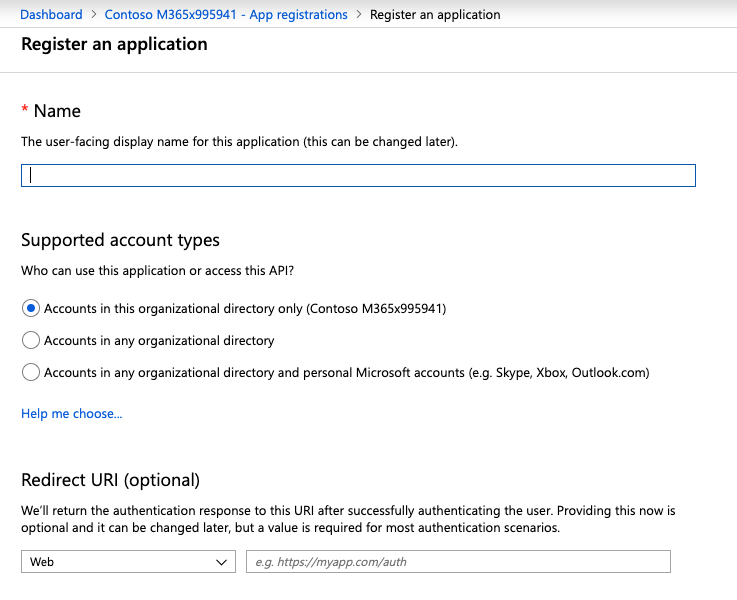 Dashboard > Contoso M365x995941 - App registrations > Register an application
Register an application
* Name
The user-facing display name for this application (this can be changed later).
Supported account types
Who can use this application or access this API?
Accounts in this organizational directory only (Contoso M365x995941)
Accounts in any organizational directory
Accounts in any organizational directory and personal Microsoft accounts (e.g. Skype, Xbox, Outlook.com)
Help me choose...
Redirect URI (optional)
We'll return the authentication response to this URI after successfully authenticating the user. Providing this now is
optional and it can be changed later, but a value is required for most authentication scenarios.
Web e.g. https://myapp.com/auth